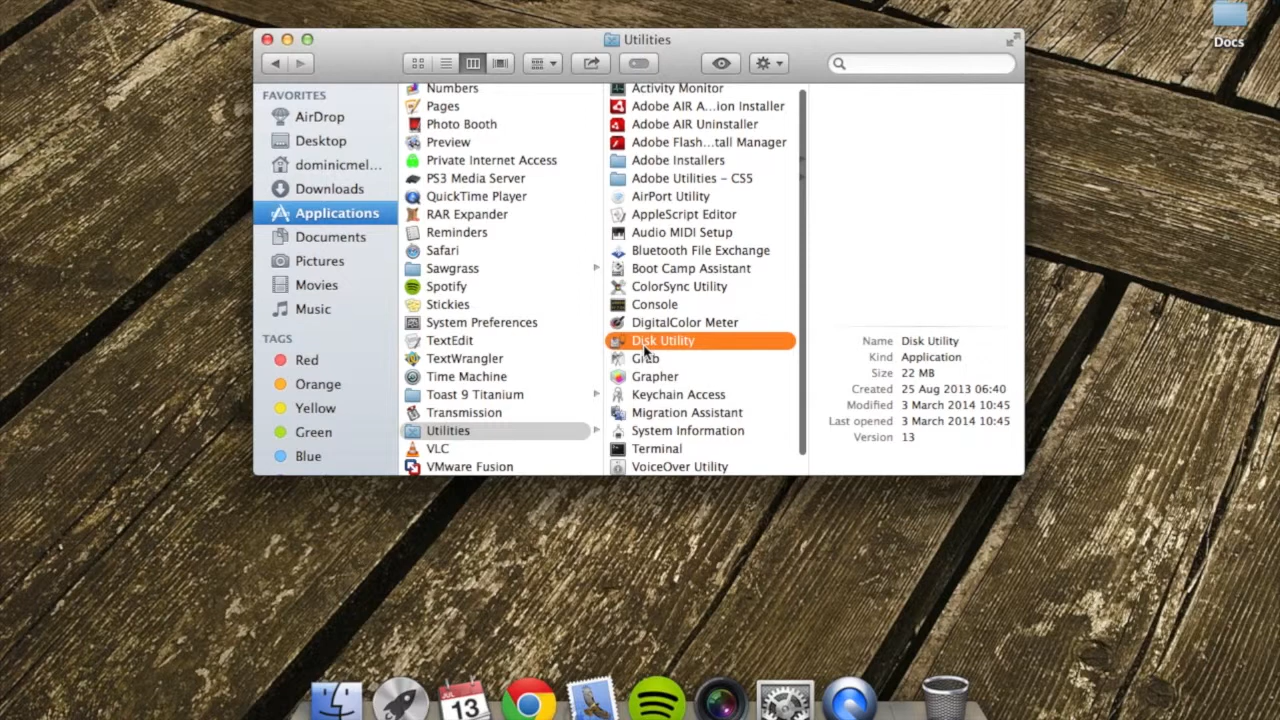 Utilities
Docs
FAVORITES
AirDrop
Desktop
dominicmel...
Downloads
Applications
Documents
Pictures
Movies
Music
TAGS
Red
Orange
Yellow
Green
Blue
Numbers
Pages
Photo Booth
Preview
Private Internet Access
PS3 Media Server
QuickTime Player
RAR Expander
Reminders
Safari
Sawgrass
Spotify
Stickies
System Preferences
TextEdit
TextWrangler
Time Machine
Toast 9 Titanium
Transmission
Utilities
VLC
VMware Fusion
Activity Monitor
Adobe AIR A...ion Installer
Adobe AIR Uninstaller
Adobe Flash...tall Manager
Adobe Installers
Adobe Utilities – CS5
AirPort Utility
AppleScript Editor
Audio MIDI Setup
Bluetooth File Exchange
Boot Camp Assistant
ColorSync Utility
Console
DigitalColor Meter
Disk Utility
Grab
Grapher
Keychain Access
Migration Assistant
System Information
Terminal
VoiceOver Utility
Name Disk Utility
Kind Application
Size 22 MB
Created 25 Aug 2013 06:40
Modified 3 March 2014 10:45
Last opened 3 March 2014 10:45
Version 13
JUL
13